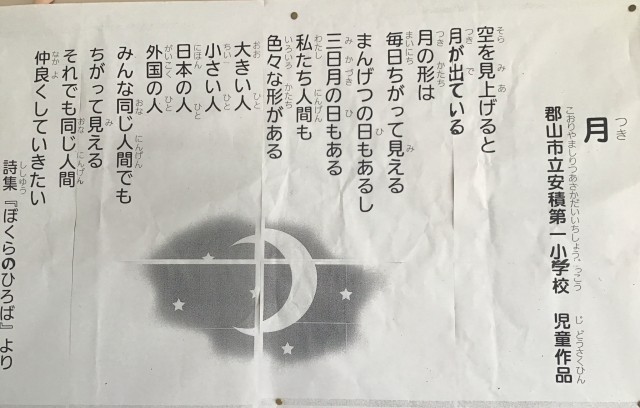 月
郡山市立安積第一小学校 児童作品
空を見上げると
月が出ている
月の形は
毎日ちがって見える
まんげつの日もあるし
三日月の日もある
私たち人間も
色々な形がある
大きい人
小さい人
日本の人
外国の人
みんな同じ人間でも
ちがって見える
それでも同じ人間
仲良くしていきたい
詩集『ぼくらのひろば』より